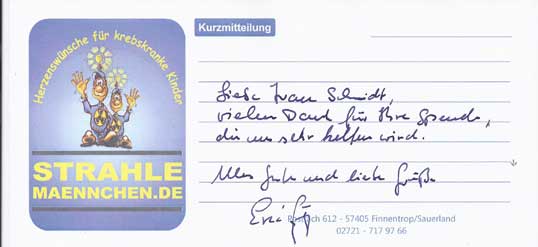 Herzenswünsche für krebskranke Kinder
STRAHLE
MAENNCHEN.DE
Kurzmitteilung
Liebe Frau Schmidt,
vielen Dank für Ihre Spende,
die uns sehr helfen wird.
Alles Gute und liebe Grüße
Postfach 612 - 57405 Finnentrop/Sauerland
02721 - 717 97 66